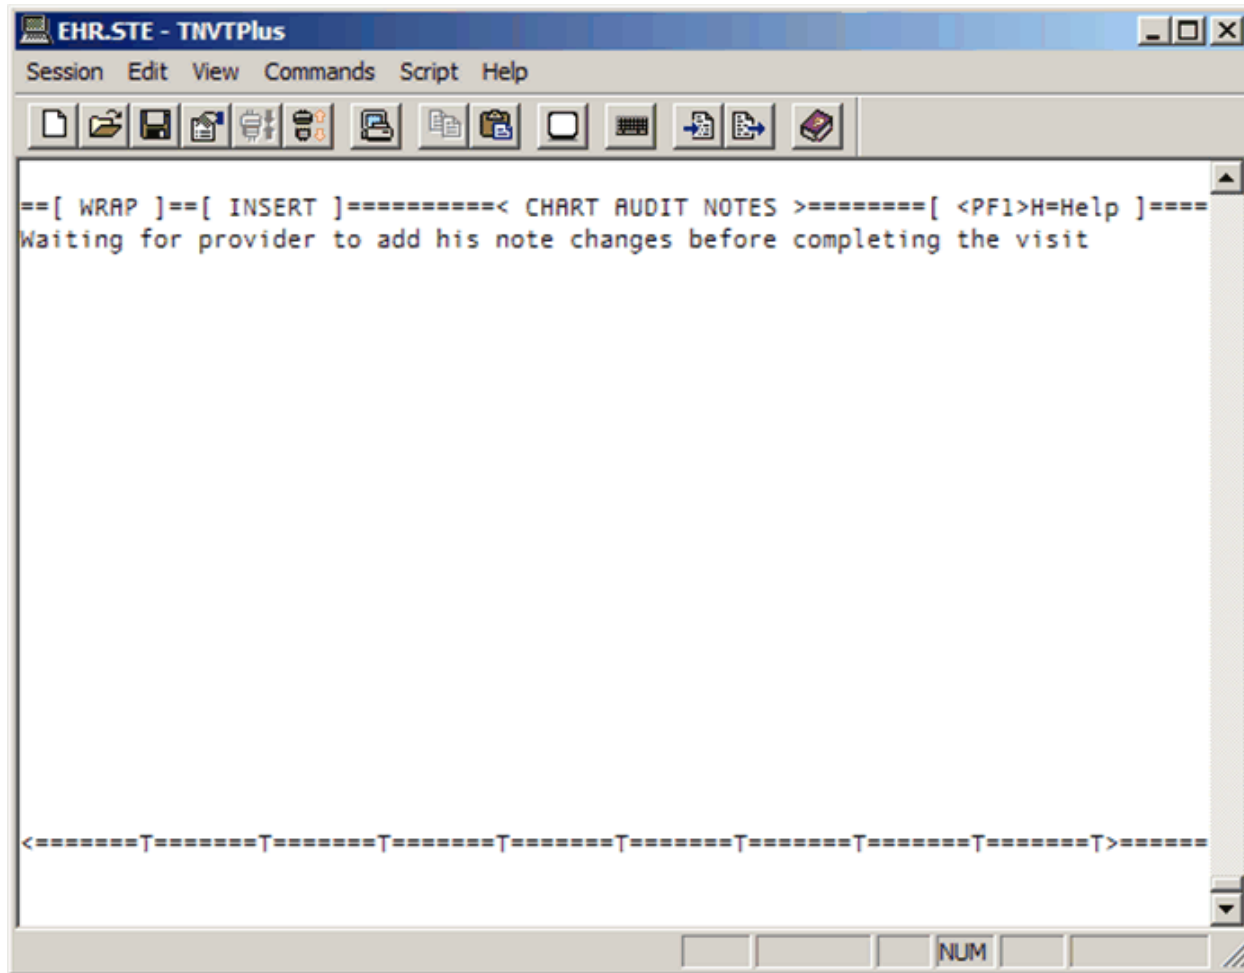 EHR.STE - TNVTPlus
Session Edit View Commands Script Help
==[ WRAP ]==[ INSERT ]==========< CHART AUDIT NOTES >========[ <PF1>H=Help ]====
Waiting for provider to add his note changes before completing the visit
<=======T=======T=======T=======T=======T=======T=======T=======T=======T>======
NUM